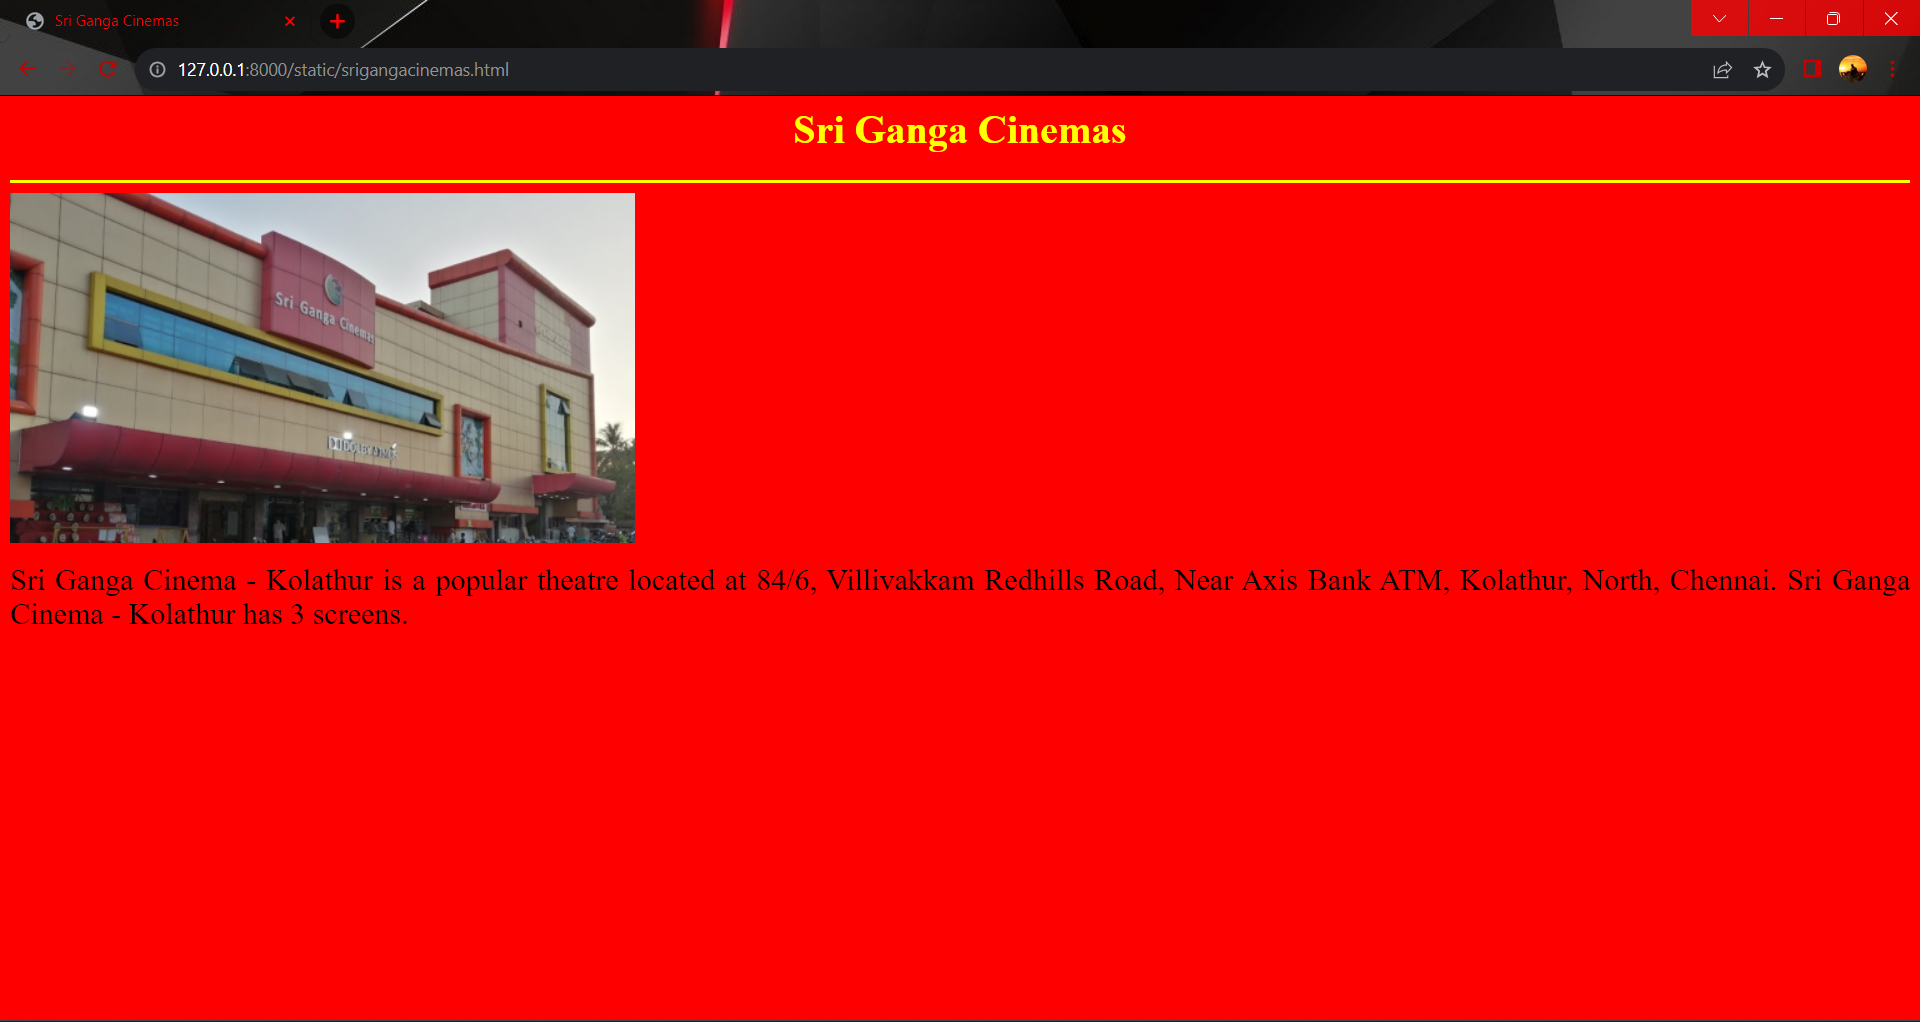 Sri Ganga Cinemas
127.0.0.1:8000/static/srigangacinemas.html
Sri Ganga Cinemas
Sri Ganga Cinemas
DOLBY ATMOS
Sri Ganga Cinema - Kolathur is a popular theatre located at 84/6, Villivakkam Redhills Road, Near Axis Bank ATM, Kolathur, North, Chennai. Sri Ganga
Cinema - Kolathur has 3 screens.